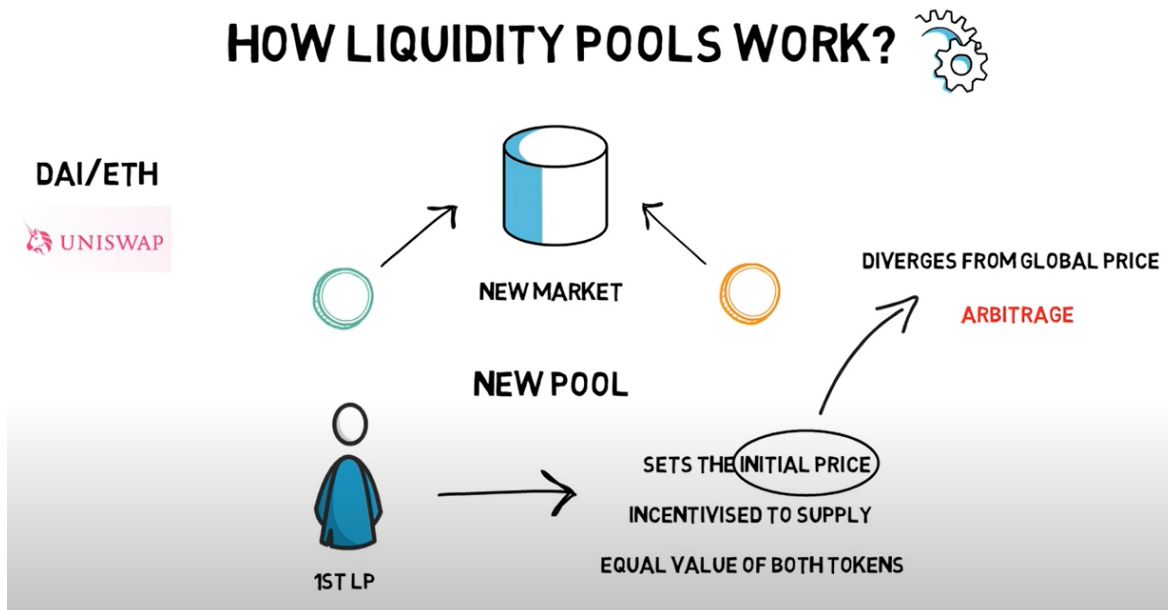 HOW LIQUIDITY POOLS WORK?
DAI/ETH
UNISWAP
NEW MARKET
DIVERGES FROM GLOBAL PRICE
ARBITRAGE
NEW POOL
SETS THE INITIAL PRICE
INCENTIVISED TO SUPPLY
EQUAL VALUE OF BOTH TOKENS
1ST LP